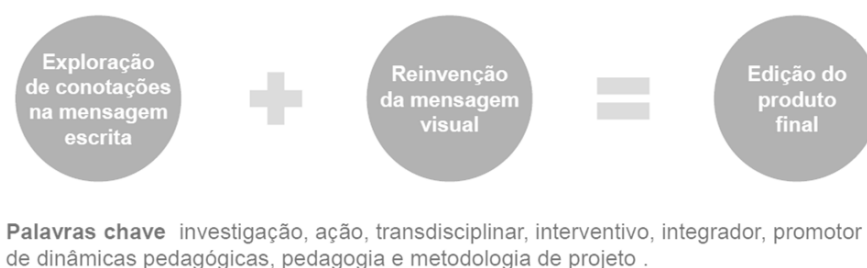 Exploração
de conotações
na mensagem
escrita
+
Reinvenção
da mensagem
visual
=
Edição do
produto
final
Palavras chave investigação, ação, transdisciplinar, interventivo, integrador, promotor
de dinâmicas pedagógicas, pedagogia e metodologia de projeto .